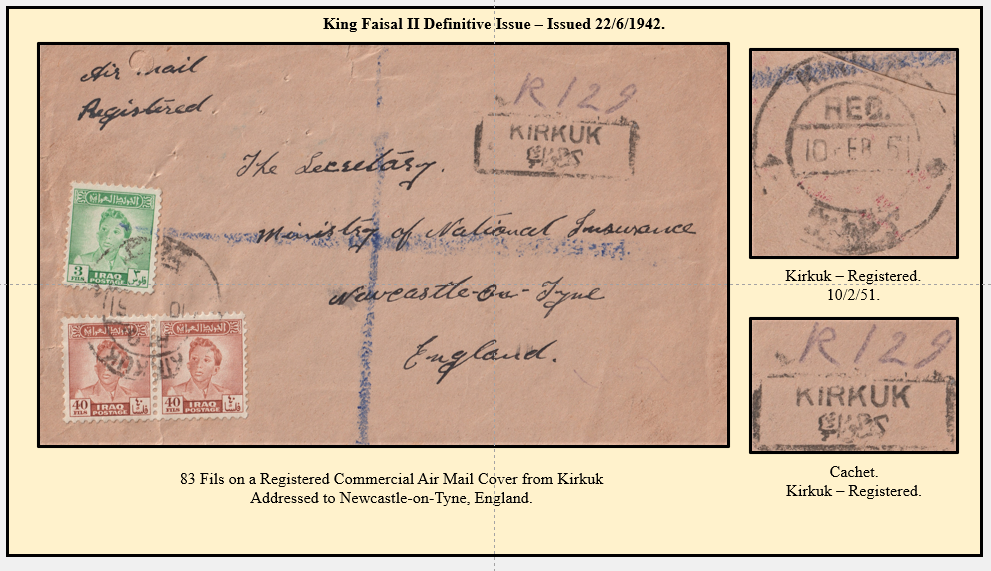 King Faisal II Definitive Issue – Issued 22/6/1942.
Air Mail
Registered.
R 129
KIRKUK
كركوك
The Secretary.
Ministry of National Insurance
Newcastle-on-Tyne
England.
3
FILS
IRAQ
POSTAGE
40
FILS
IRAQ
POSTAGE
40
FILS
IRAQ
POSTAGE
REG.
10 FEB 51
Kirkuk – Registered.
10/2/51.
R 129
KIRKUK
كركوك
Cachet.
Kirkuk – Registered.
83 Fils on a Registered Commercial Air Mail Cover from Kirkuk
Addressed to Newcastle-on-Tyne, England.